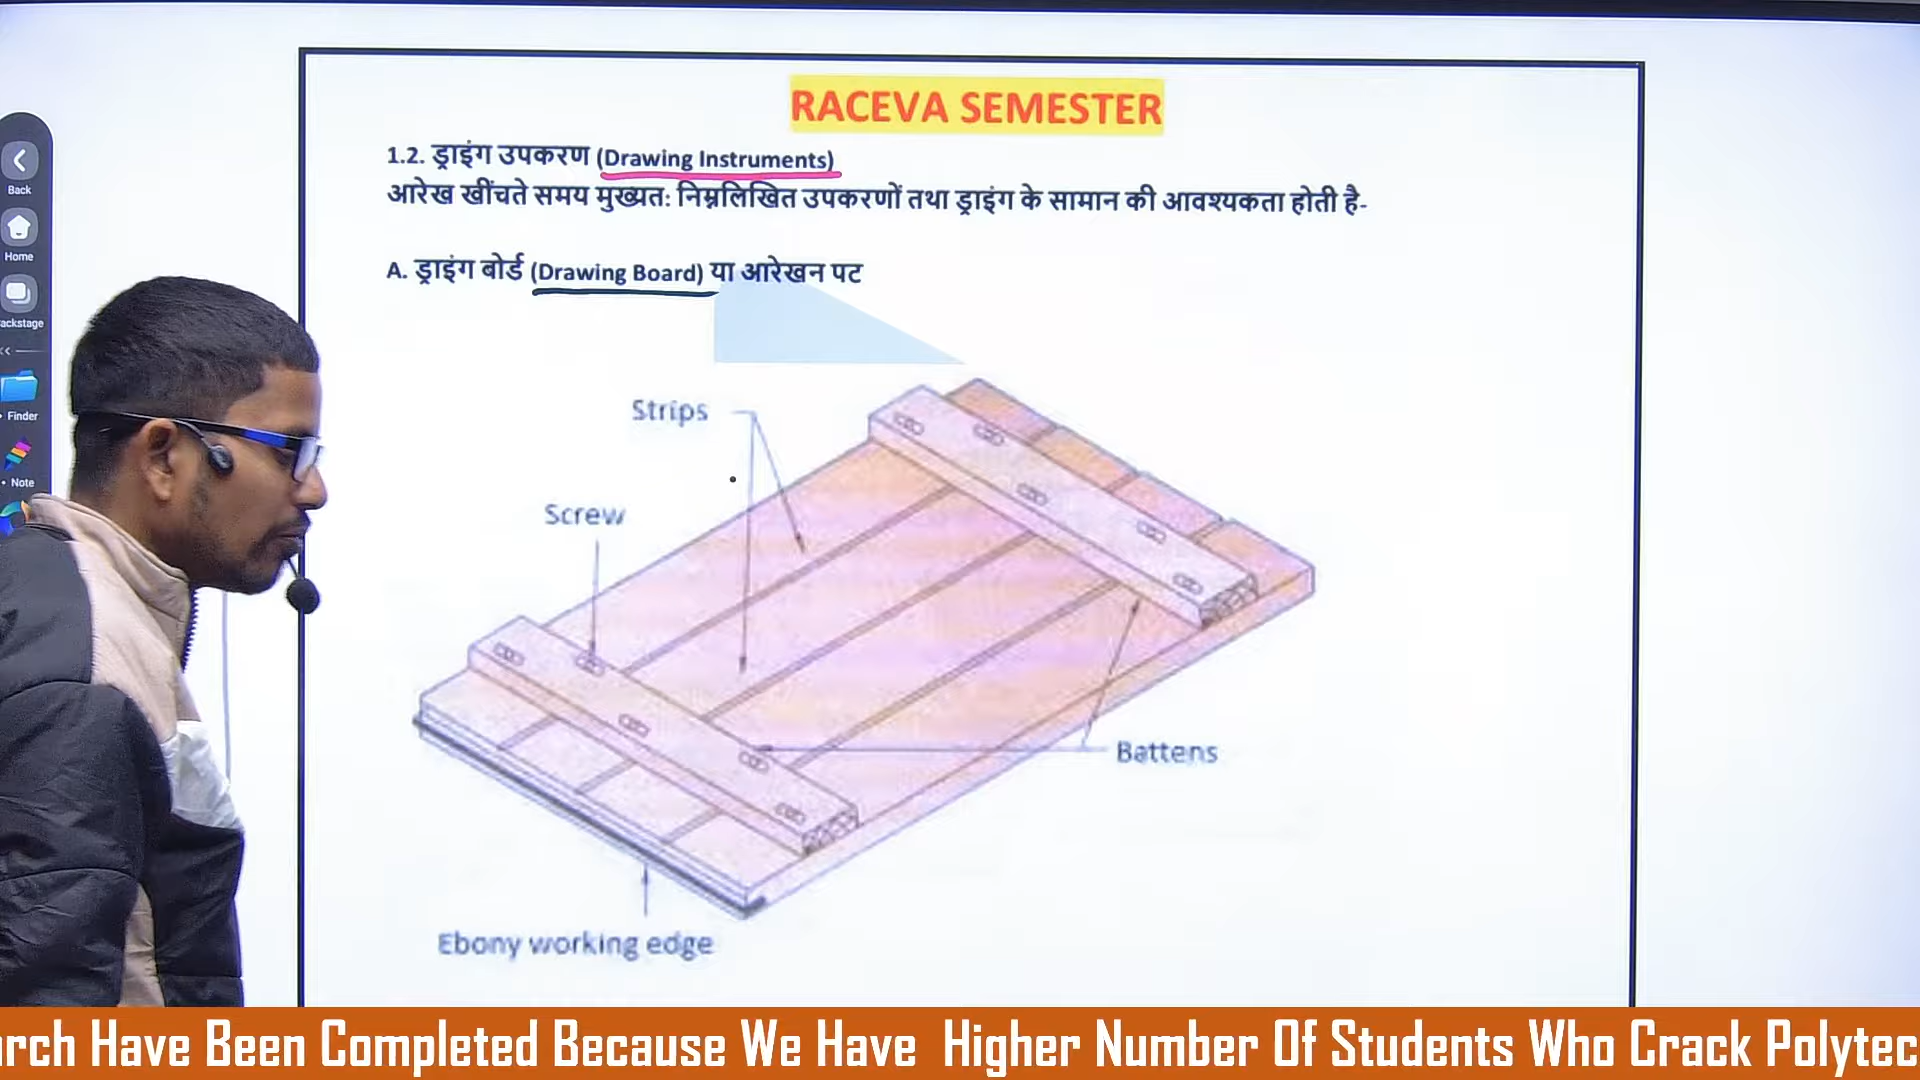 RACEVA SEMESTER
1.2. ड्राइंग उपकरण (Drawing Instruments)
आरेख खींचते समय मुख्यतः निम्नलिखित उपकरणों तथा ड्राइंग के सामान की आवश्यकता होती है-
A. ड्राइंग बोर्ड (Drawing Board) या आरेखन पट
Back
Home
ackstage
Finder
Note
Strips
Screw
Battens
Ebony working edge
rch Have Been Completed Because We Have Higher Number Of Students Who Crack Polytec